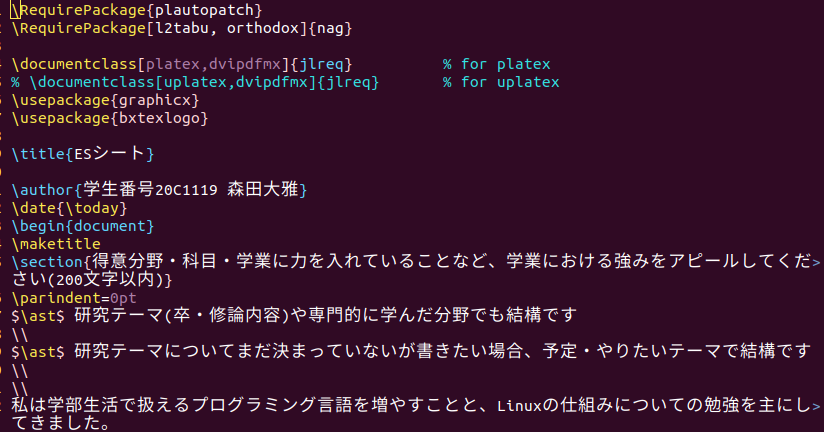 \RequirePackage{plautopatch}
\RequirePackage[l2tabu, orthodox]{nag}
\documentclass[platex,dvipdfmx]{jlreq} % for platex
% \documentclass[uplatex,dvipdfmx]{jlreq} % for uplatex
\usepackage{graphicx}
\usepackage{bxtexlogo}
\title{ESシート}
\author{学生番号20C1119 森田大雅}
\date{\today}
\begin{document}
\maketitle
\section{得意分野・科目・学業に力を入れていることなど、学業における強みをアピールしてくだ>
さい(200文字以内)}
\parindent=0pt
$\ast$ 研究テーマ(卒・修論内容)や専門的に学んだ分野でも結構です
\\
$\ast$ 研究テーマについてまだ決まっていないが書きたい場合、予定・やりたいテーマで結構です
\\
\\
私は学部生活で扱えるプログラミング言語を増やすことと、Linuxの仕組みについての勉強を主にし>
てきました。